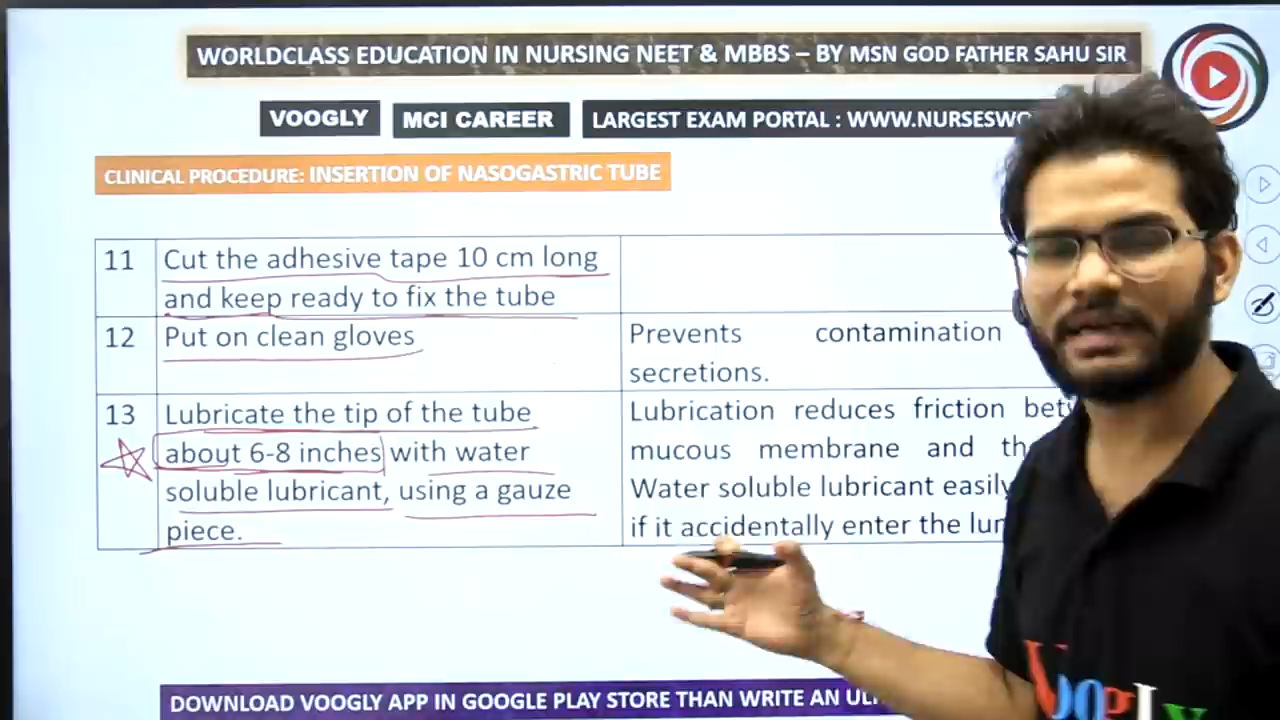 WORLDCLASS EDUCATION IN NURSING NEET & MBBS – BY MSN GOD FATHER SAHU SIR
VOOGLY
MCI CAREER
LARGEST EXAM PORTAL : WWW.NURSESWO
CLINICAL PROCEDURE: INSERTION OF NASOGASTRIC TUBE
11
Cut the adhesive tape 10 cm long
and keep ready to fix the tube
12
Put on clean gloves
Prevents contamination
secretions.
13
Lubricate the tip of the tube
about 6-8 inches with water
soluble lubricant, using a gauze
piece.
Lubrication reduces friction bet
mucous membrane and th
Water soluble lubricant easily
if it accidentally enter the lun
DOWNLOAD VOOGLY APP IN GOOGLE PLAY STORE THAN WRITE AN UL